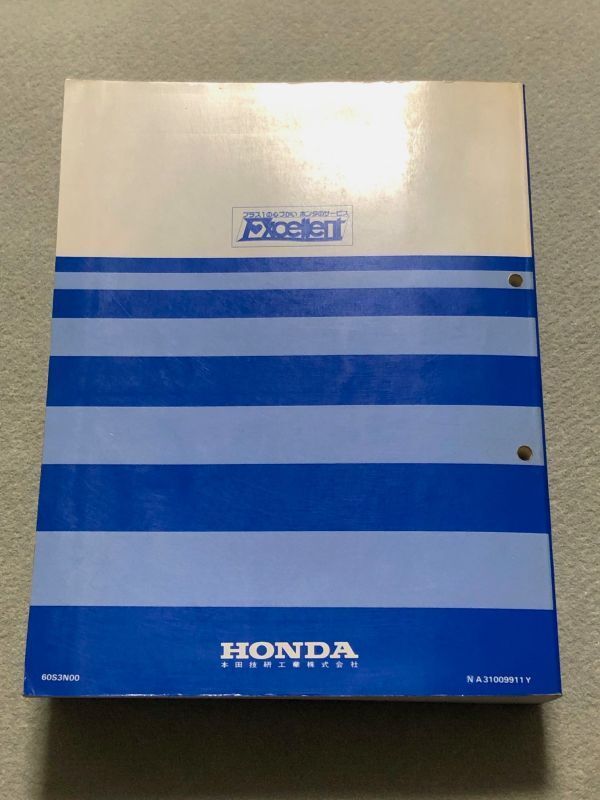 プラス1の心づかい ホンダのサービス
Excellent
HONDA
本田技研工業株式会社
60S3N00
N A31009911Y